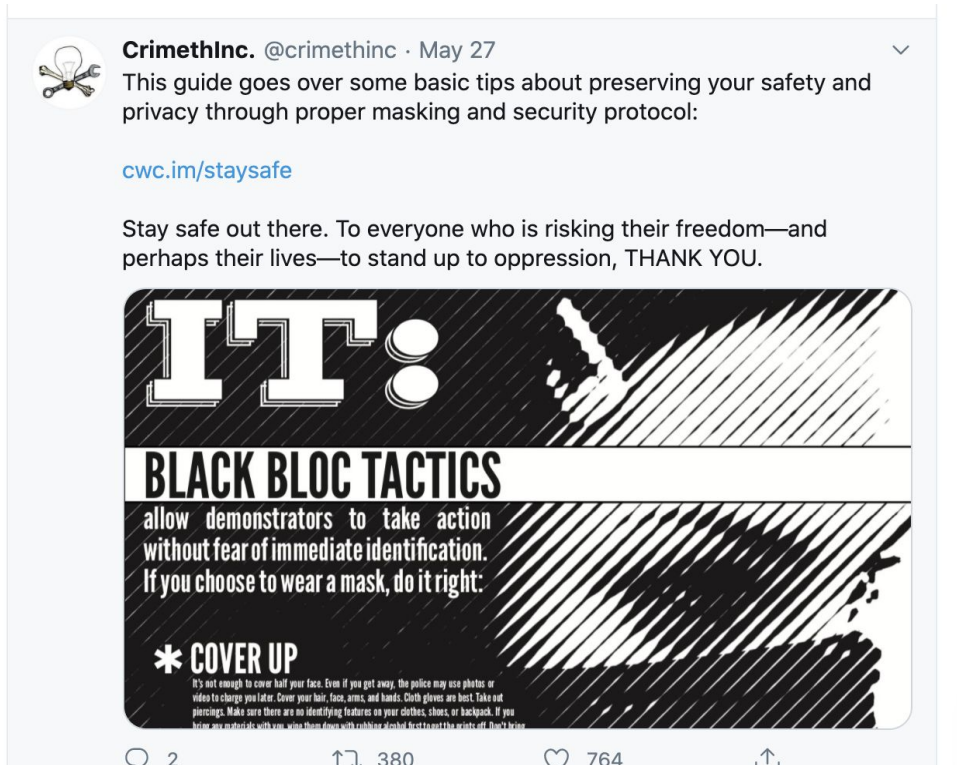 CrimethInc. @crimethinc · May 27
This guide goes over some basic tips about preserving your safety and
privacy through proper masking and security protocol:
cwc.im/staysafe
Stay safe out there. To everyone who is risking their freedom—and
perhaps their lives—to stand up to oppression, THANK YOU.
IT:
BLACK BLOC TACTICS
allow demonstrators to take action
without fear of immediate identification.
If you choose to wear a mask, do it right:
* COVER UP
It's not enough to cover half your face. Even if you get away, the police may use photos or
video to charge you later. Cover your hair, face, arms, and hands. Cloth gloves are best. Take out
piercings. Make sure there are no identifying features on your clothes, shoes, or backpack. If you
bring any materials with you, wipe them down with rubbing alcohol first to get the prints off. Don't bring
2 380 764